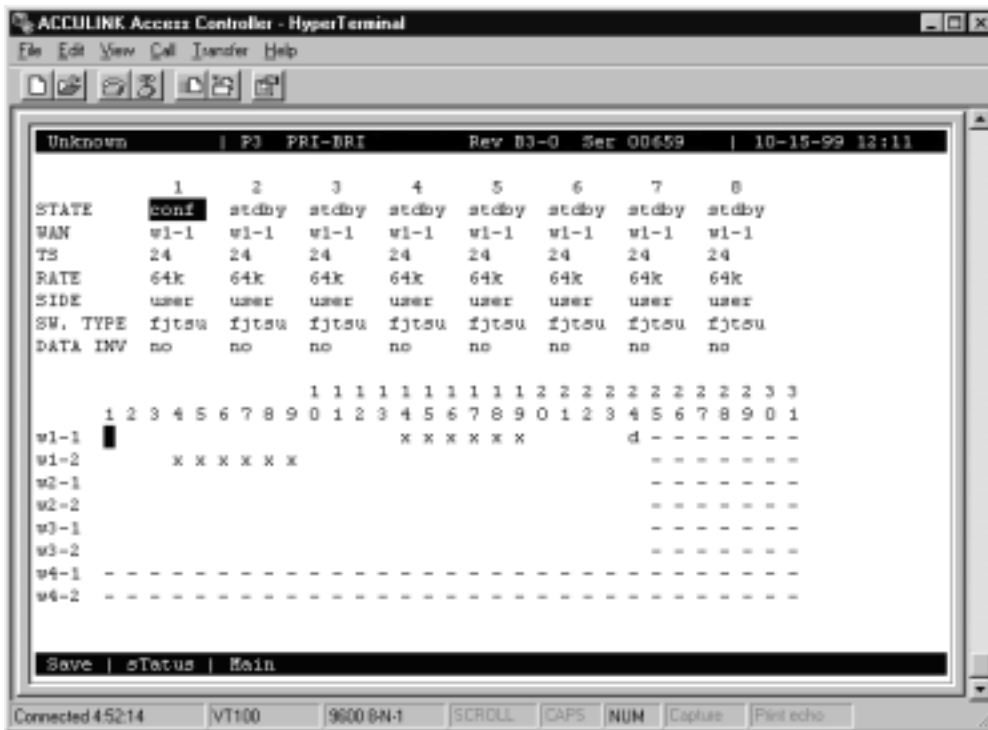 ACCULINK Access Controller - HyperTerminal
File Edit View Call Transfer Help
Unknown | P3 PRI-BRI Rev B3-0 Ser 00659 | 10-15-99 12:11
1 2 3 4 5 6 7 8
STATE conf stdby stdby stdby stdby stdby stdby stdby
WAN w1-1 w1-1 w1-1 w1-1 w1-1 w1-1 w1-1 w1-1
TS 24 24 24 24 24 24 24 24
RATE 64k 64k 64k 64k 64k 64k 64k 64k
SIDE user user user user user user user user
SW. TYPE fjtsu fjtsu fjtsu fjtsu fjtsu fjtsu fjtsu fjtsu
DATA INV no no no no no no no no
1 1 1 1 1 1 1 1 1 1 2 2 2 2 2 2 2 2 2 2 3 3
1 2 3 4 5 6 7 8 9 0 1 2 3 4 5 6 7 8 9 0 1 2 3 4 5 6 7 8 9 0 1
w1-1 x x x x x x d - - - - - - -
w1-2 x x x x x x - - - - - - -
w2-1 - - - - - - -
w2-2 - - - - - - -
w3-1 - - - - - - -
w3-2 - - - - - - -
w4-1 - - - - - - - - - - - - - - - - - - - - - - - - - - - - - - -
w4-2 - - - - - - - - - - - - - - - - - - - - - - - - - - - - - - -
Save | sTatus | Main
Connected 4:52:14 VT100 9600 8-N-1 SCROLL CAPS NUM Capture Print echo